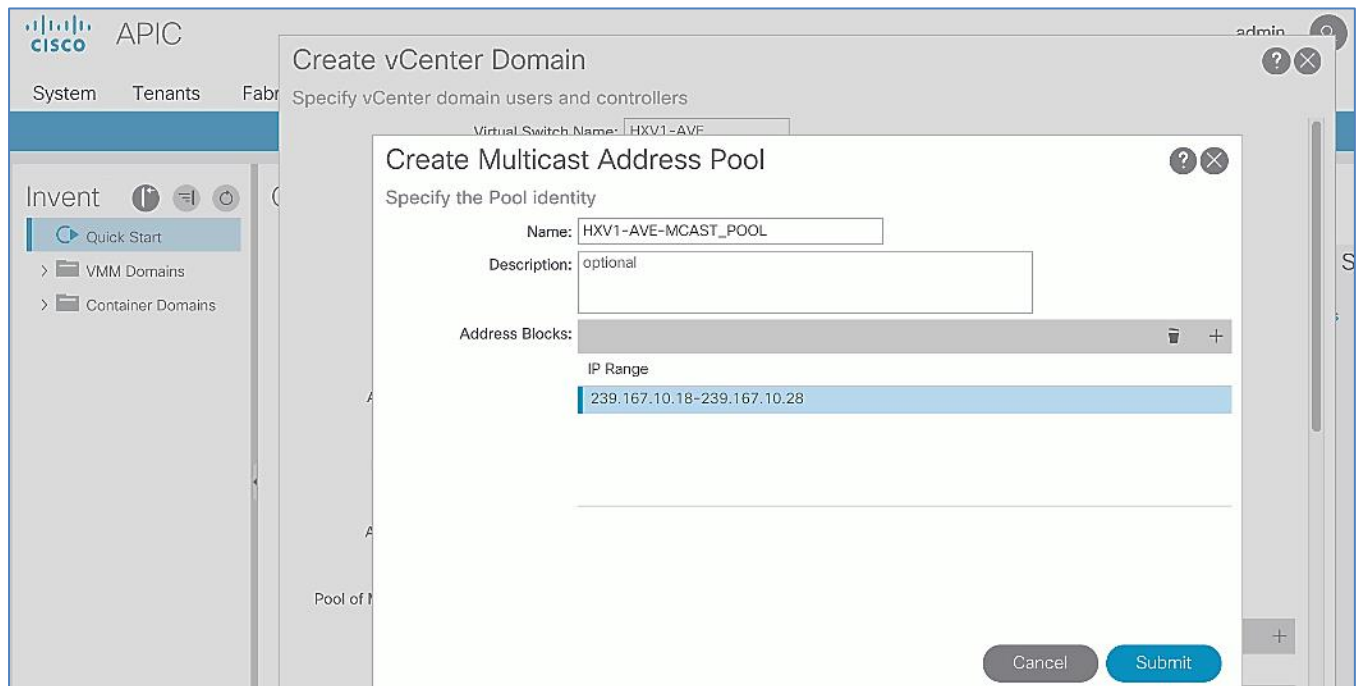 cisco APIC
admin
System Tenants Fabr
Create vCenter Domain
Specify vCenter domain users and controllers
Virtual Switch Name: HXV1-AVE
Create Multicast Address Pool
Specify the Pool identity
Name: HXV1-AVE-MCAST_POOL
Description: optional
Address Blocks:
IP Range
239.167.10.18-239.167.10.28
Invent
Quick Start
VMM Domains
Container Domains
C
S
s
A
A
Pool of M
Cancel Submit